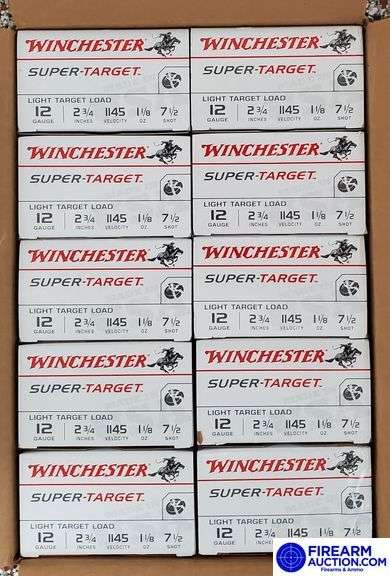 WINCHESTER WINCHESTER
SUPER-TARGET SUPER-TARGET
LIGHT TARGET LOAD LIGHT TARGET LOAD
12 2 3/4 1145 1 1/8 7 1/2 12 2 3/4 1145 1 1/8 7 1/2
GAUGE INCHES VELOCITY OZ SHOT GAUGE INCHES VELOCITY OZ SHOT
WINCHESTER WINCHESTER
SUPER-TARGET SUPER-TARGET
LIGHT TARGET LOAD LIGHT TARGET LOAD
12 2 3/4 1145 1 1/8 7 1/2 12 2 3/4 1145 1 1/8 7 1/2
GAUGE INCHES VELOCITY OZ SHOT GAUGE INCHES VELOCITY OZ SHOT
WINCHESTER WINCHESTER
SUPER-TARGET SUPER-TARGET
LIGHT TARGET LOAD LIGHT TARGET LOAD
12 2 3/4 1145 1 1/8 7 1/2 12 2 3/4 1145 1 1/8 7 1/2
GAUGE INCHES VELOCITY OZ SHOT GAUGE INCHES VELOCITY OZ SHOT
WINCHESTER WINCHESTER
SUPER-TARGET SUPER-TARGET
LIGHT TARGET LOAD LIGHT TARGET LOAD
12 2 3/4 1145 1 1/8 7 1/2 12 2 3/4 1145 1 1/8 7 1/2
GAUGE INCHES VELOCITY OZ SHOT GAUGE INCHES VELOCITY OZ SHOT
WINCHESTER WINCHESTER
SUPER-TARGET SUPER-TARGET
LIGHT TARGET LOAD LIGHT TARGET LOAD
12 2 3/4 1145 1 1/8 7 1/2 12 2 3/4 1145 1 1/8 7 1/2
GAUGE INCHES VELOCITY OZ SHOT GAUGE INCHES
FIREARM
AUCTION.COM
Firearms & Ammo